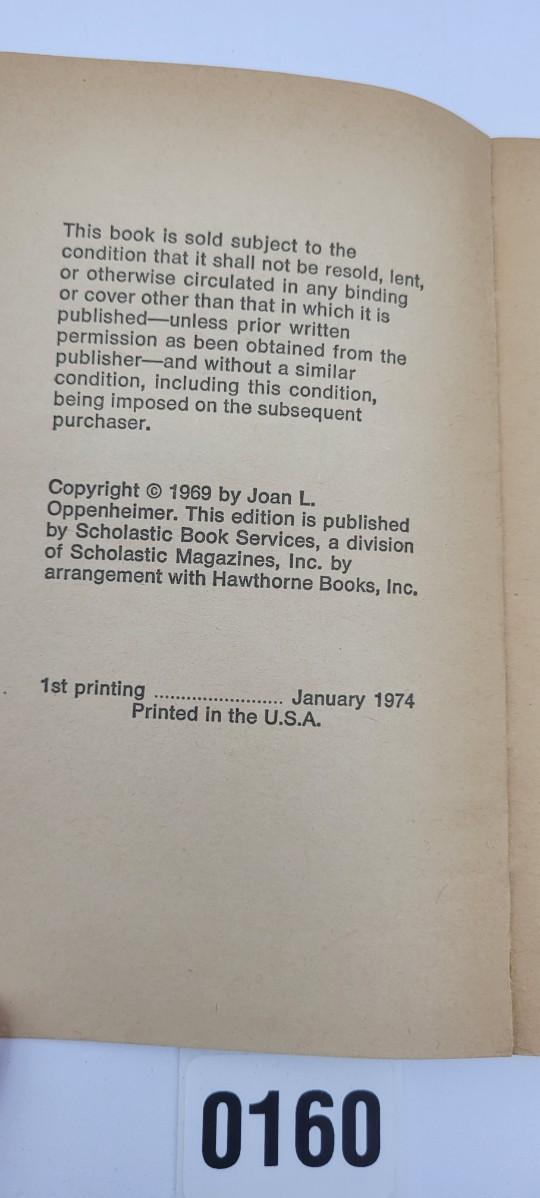 This book is sold subject to the
condition that it shall not be resold, lent,
or otherwise circulated in any binding
or cover other than that in which it is
published—unless prior written
permission as been obtained from the
publisher—and without a similar
condition, including this condition,
being imposed on the subsequent
purchaser.
Copyright © 1969 by Joan L.
Oppenheimer. This edition is published
by Scholastic Book Services, a division
of Scholastic Magazines, Inc. by
arrangement with Hawthorne Books, Inc.
1st printing ........................ January 1974
Printed in the U.S.A.
0160